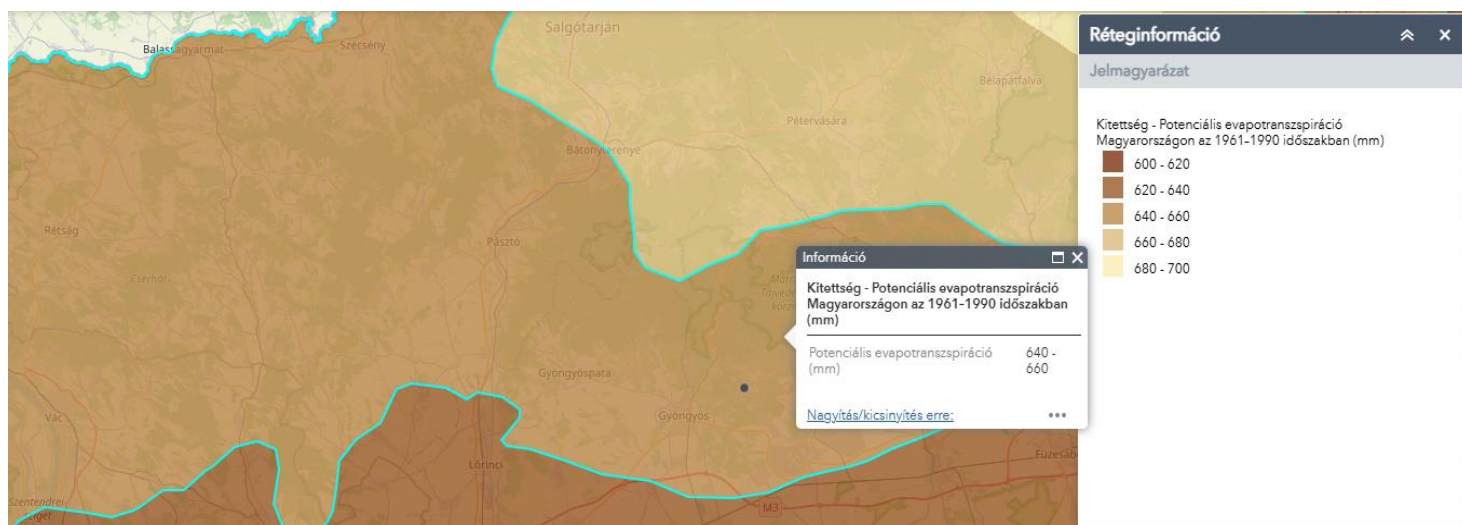 Salgótarján
Balassagyarmat
Szécsény
Bélapátfalva
Pétervására
Bátonyterenye
Rétság
Pásztó
Cserhát
Gyöngyöspata
Gyöngyös
Vác
Lőrinci
Szentendrei
sziget
M3
Információ
Kitettség - Potenciális evapotranszspiráció
Magyarországon az 1961-1990 időszakban
(mm)
Potenciális evapotranszspiráció
(mm)
640 -
660
Nagyítás/kicsinyítés erre:
Réteginformáció
Jelmagyarázat
Kitettség - Potenciális evapotranszspiráció
Magyarországon az 1961-1990 időszakban (mm)
600 - 620
620 - 640
640 - 660
660 - 680
680 - 700